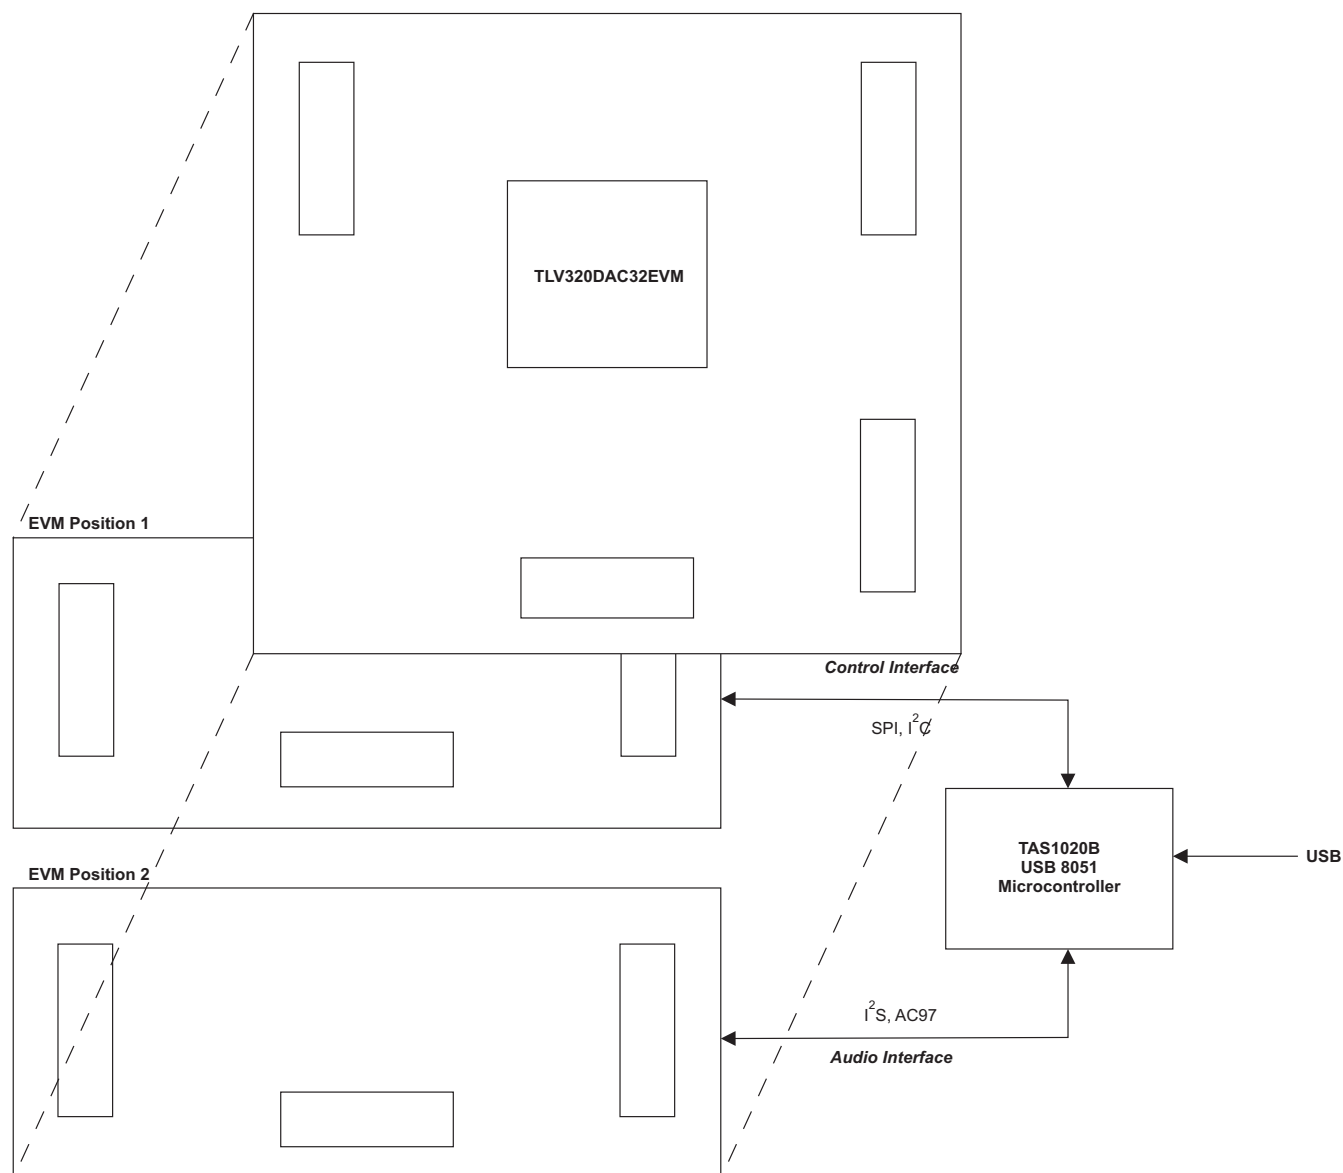 TLV320DAC32EVM
EVM Position 1
Control Interface
SPI, I²C
TAS1020B
USB 8051
Microcontroller
USB
EVM Position 2
I²S, AC97
Audio Interface